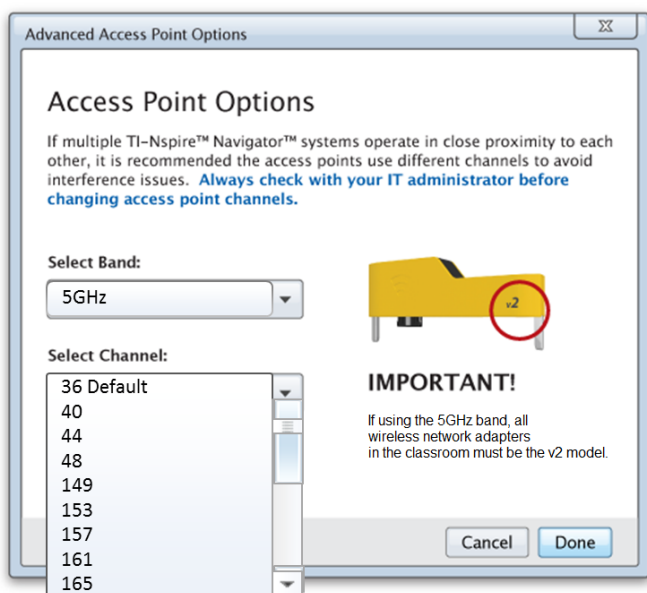 Advanced Access Point Options
Access Point Options
If multiple TI-Nspire™ Navigator™ systems operate in close proximity to each
other, it is recommended the access points use different channels to avoid
interference issues.  Always check with your IT administrator before
changing access point channels.
Select Band:
5GHz
v2
Select Channel:
36 Default
40
44
48
149
153
157
161
165
IMPORTANT!
If using the 5GHz band, all
wireless network adapters
in the classroom must be the v2 model.
Cancel
Done